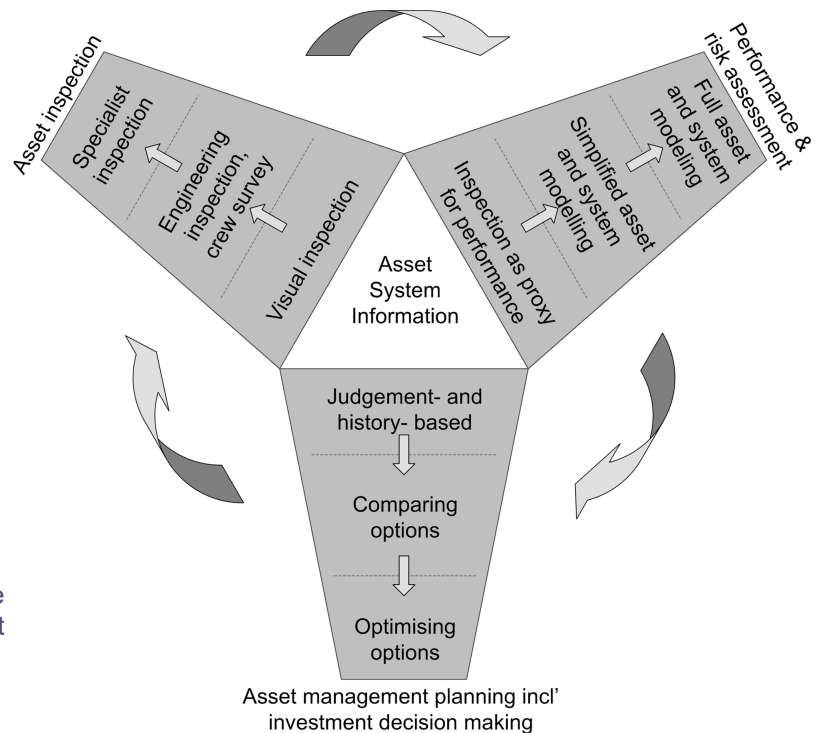 Asset inspection
Specialist
inspection
Engineering
inspection,
crew survey
Visual inspection
Performance &
risk assessment
Full asset
and system
modeling
Simplified asset
and system
modelling
Inspection as proxy
for performance
Asset
System
Information
Judgement- and
history- based
Comparing
options
Optimising
options
Asset management planning incl'
investment decision making
e
t